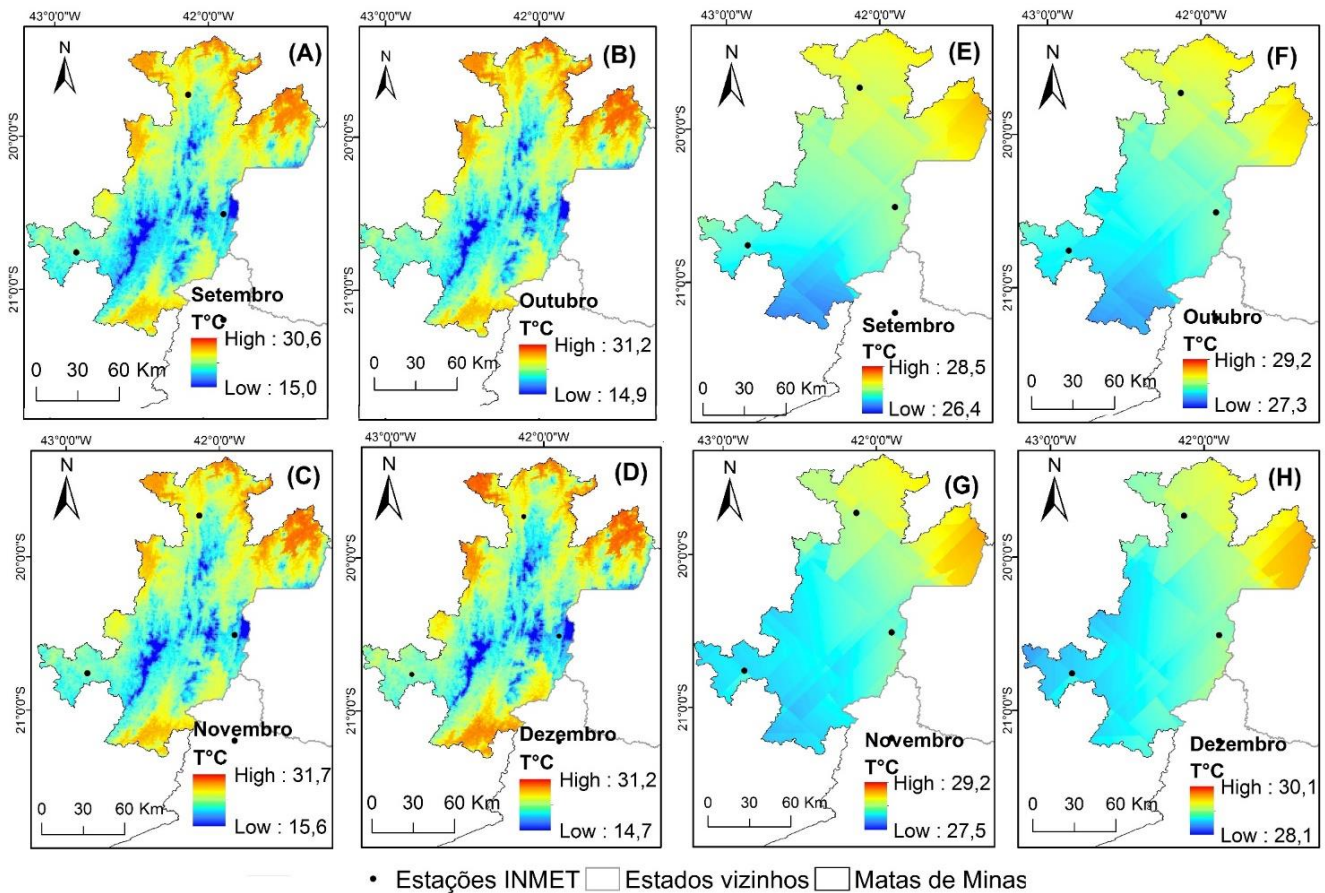 43°0'0"W 42°0'0"W
N
(A)
20°0'0"S
21°0'0"S
Setembro
T°C
High : 30,6
Low : 15,0
0 30 60 Km
43°0'0"W 42°0'0"W
N
(B)
Outubro
T°C
High : 31,2
Low : 14,9
0 30 60 Km
43°0'0"W 42°0'0"W
N
(E)
20°0'0"S
21°0'0"S
Setembro
T°C
High : 28,5
Low : 26,4
0 30 60 Km
43°0'0"W 42°0'0"W
N
(F)
20°0'0"S
21°0'0"S
Outubro
T°C
High : 29,2
Low : 27,3
0 30 60 Km
43°0'0"W 42°0'0"W
N
(C)
20°0'0"S
21°0'0"S
Novembro
T°C
High : 31,7
Low : 15,6
0 30 60 Km
43°0'0"W 42°0'0"W
N
(D)
20°0'0"S
21°0'0"S
Dezembro
T°C
High : 31,2
Low : 14,7
0 30 60 Km
43°0'0"W 42°0'0"W
N
(G)
20°0'0"S
21°0'0"S
Novembro
T°C
High : 29,2
Low : 27,5
0 30 60 Km
43°0'0"W 42°0'0"W
N
(H)
20°0'0"S
21°0'0"S
Dezembro
T°C
High : 30,1
Low : 28,1
0 30 60 Km
Estações INMET Estados vizinhos Matas de Minas